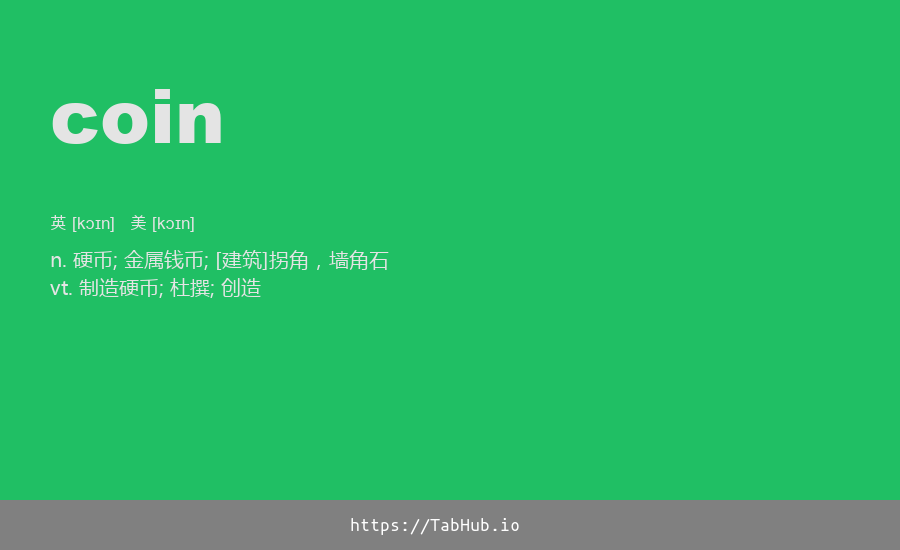 coin
英 [kɔɪn] 美 [kɔɪn]
n. 硬币; 金属钱币; [建筑]拐角，墙角石
vt. 制造硬币; 杜撰; 创造
https://TabHub.io